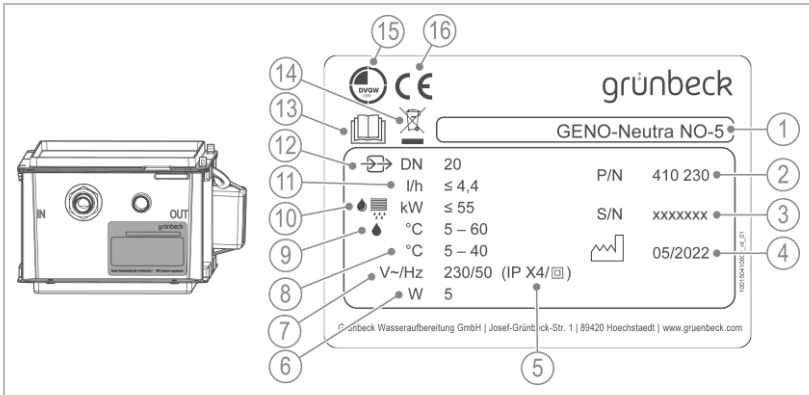 15
16
14
13
DVGW
CERT
CE
grünbeck
GENO-Neutra NO-5
1
12
DN 20
P/N 410 230
2
11
l/h ≤ 4,4
10
kW ≤ 55
S/N xxxxxxx
3
9
°C 5 – 60
05/2022
4
8
°C 5 – 40
7
V~/Hz 230/50 (IP X4/ )
6
W 5
5
Grünbeck Wasseraufbereitung GmbH | Josef-Grünbeck-Str. 1 | 89420 Hoechstaedt | www.gruenbeck.com
IN
OUT
grünbeck